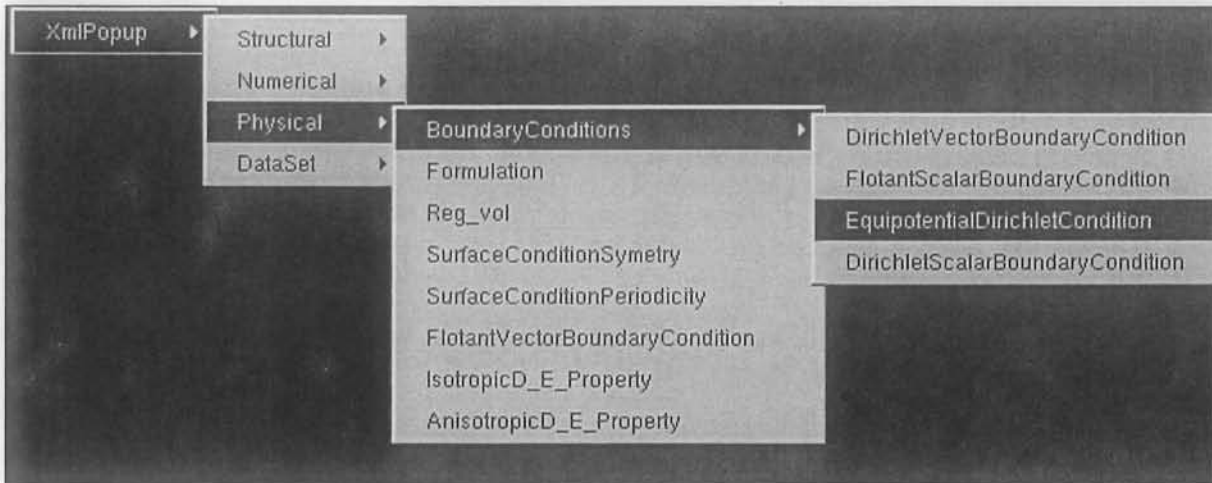 XmlPopup
Structural
Numerical
Physical
DataSet
BoundaryConditions
Formulation
Reg_vol
SurfaceConditionSymetry
SurfaceConditionPeriodicity
FlotantVectorBoundaryCondition
IsotropicD_E_Property
AnisotropicD_E_Property
DirichletVectorBoundaryCondition
FlotantScalarBoundaryCondition
EquipotentialDirichletCondition
DirichletScalarBoundaryCondition